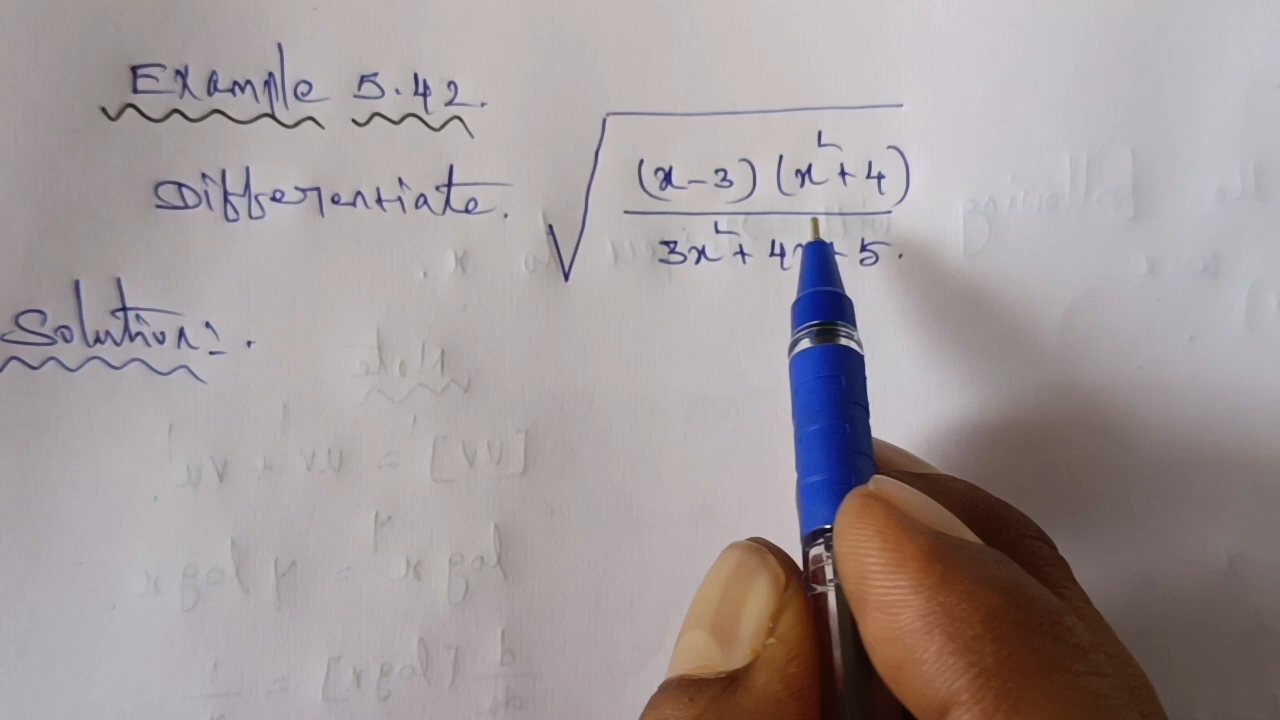 Example 5.42.
Differentiate. √ (x-3) (x²+4)
3x²+ 4x+ 5.
Solution:.